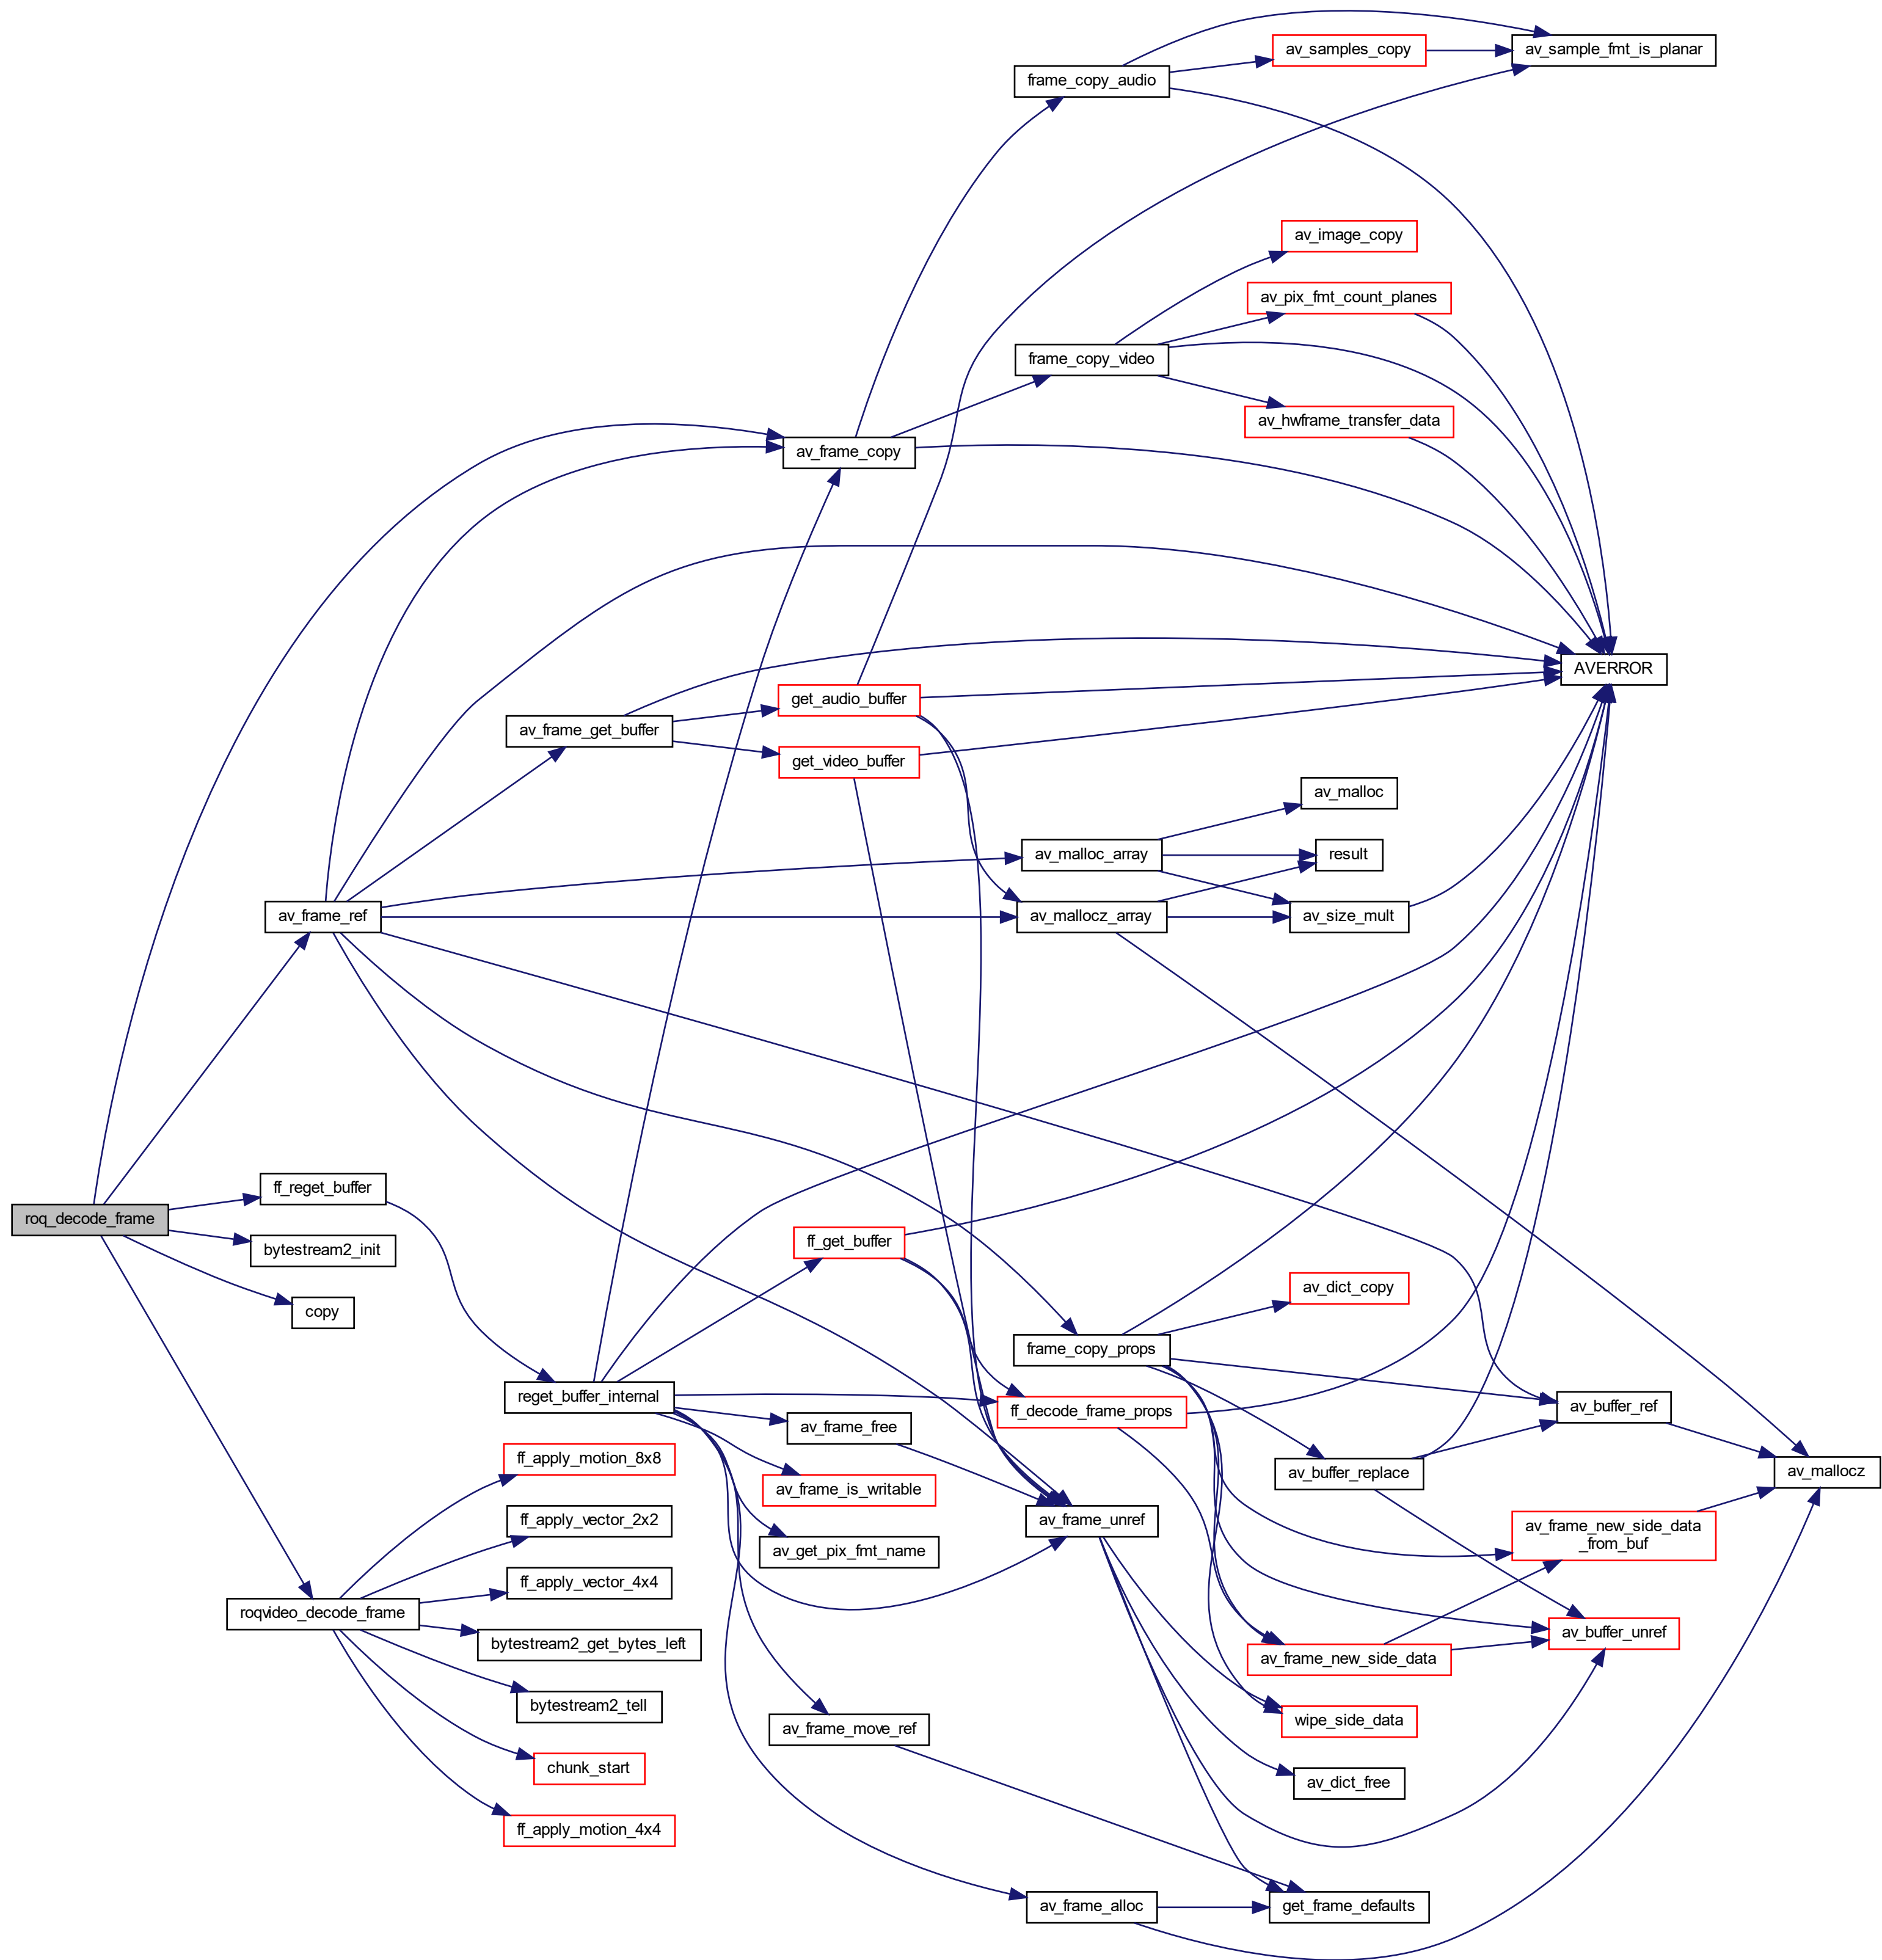 av_sample_fmt_is_planar
av_samples_copy
frame_copy_audio
av_image_copy
av_pix_fmt_count_planes
frame_copy_video
av_hwframe_transfer_data
av_frame_copy
AVERROR
get_audio_buffer
av_frame_get_buffer
get_video_buffer
av_malloc
av_malloc_array
result
av_frame_ref
av_mallocz_array
av_size_mult
ff_reget_buffer
roq_decode_frame
ff_get_buffer
bytestream2_init
av_dict_copy
copy
frame_copy_props
reget_buffer_internal
ff_decode_frame_props
av_buffer_ref
av_frame_free
ff_apply_motion_8x8
av_buffer_replace
av_mallocz
av_frame_is_writable
ff_apply_vector_2x2
av_frame_unref
av_frame_new_side_data
_from_buf
av_get_pix_fmt_name
ff_apply_vector_4x4
roqvideo_decode_frame
av_buffer_unref
bytestream2_get_bytes_left
av_frame_new_side_data
bytestream2_tell
wipe_side_data
av_frame_move_ref
chunk_start
av_dict_free
ff_apply_motion_4x4
av_frame_alloc
get_frame_defaults